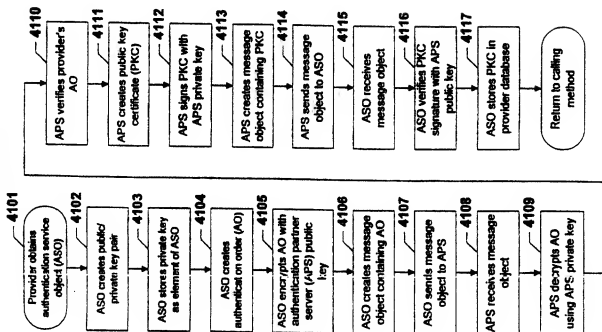 4101
Provider obtains
authentication service
object (ASO)
4102
ASO creates public/
private key pair
4103
ASO stores private key
as element of ASO
4104
ASO creates
authentication order (AO)
4105
ASO encrypts AO with
authentication partner
server (APS) public
key
4106
ASO creates message
object containing AO
4107
ASO sends message
object to APS
4108
APS receives message
object
4109
APS decrypts AO
using APS private key
4110
APS verifies provider's
AO
4111
APS creates public key
certificate (PKC)
4112
APS signs PKC with
APS private key
4113
APS creates message
object containing PKC
4114
APS sends message
object to ASO
4115
ASO receives
message object
4116
ASO verifies PKC
signature with APS
public key
4117
ASO stores PKC in
provider database
Return to calling
method